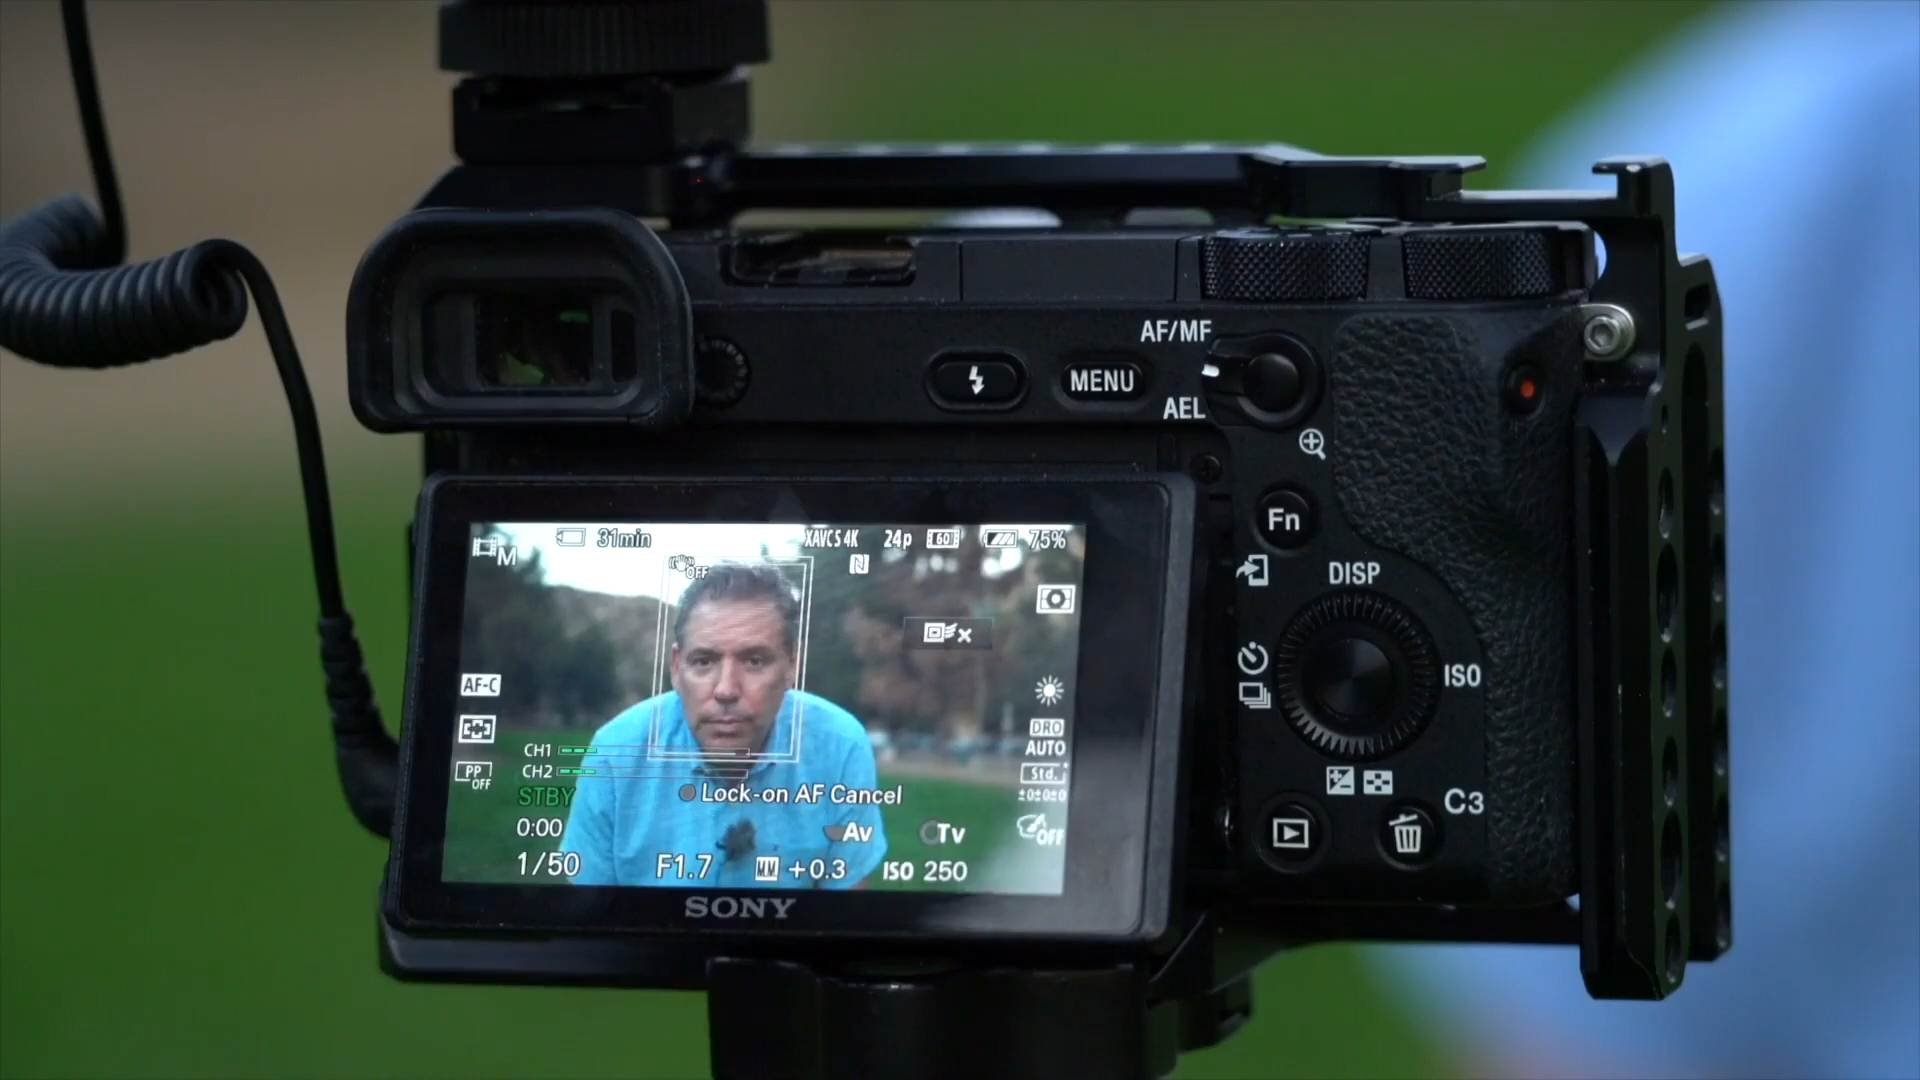 AF/MF
MENU
AEL
Fn
DISP
ISO
C3
M 31min XAVC S 4K 24p 60 75%
OFF
AF-C
PP OFF
CH1
CH2
STBY
Lock-on AF Cancel
0:00 Av Tv
1/50 F1.7 M.M. +0.3 ISO 250
DRO
AUTO
Std.
±0±0±0
OFF
SONY